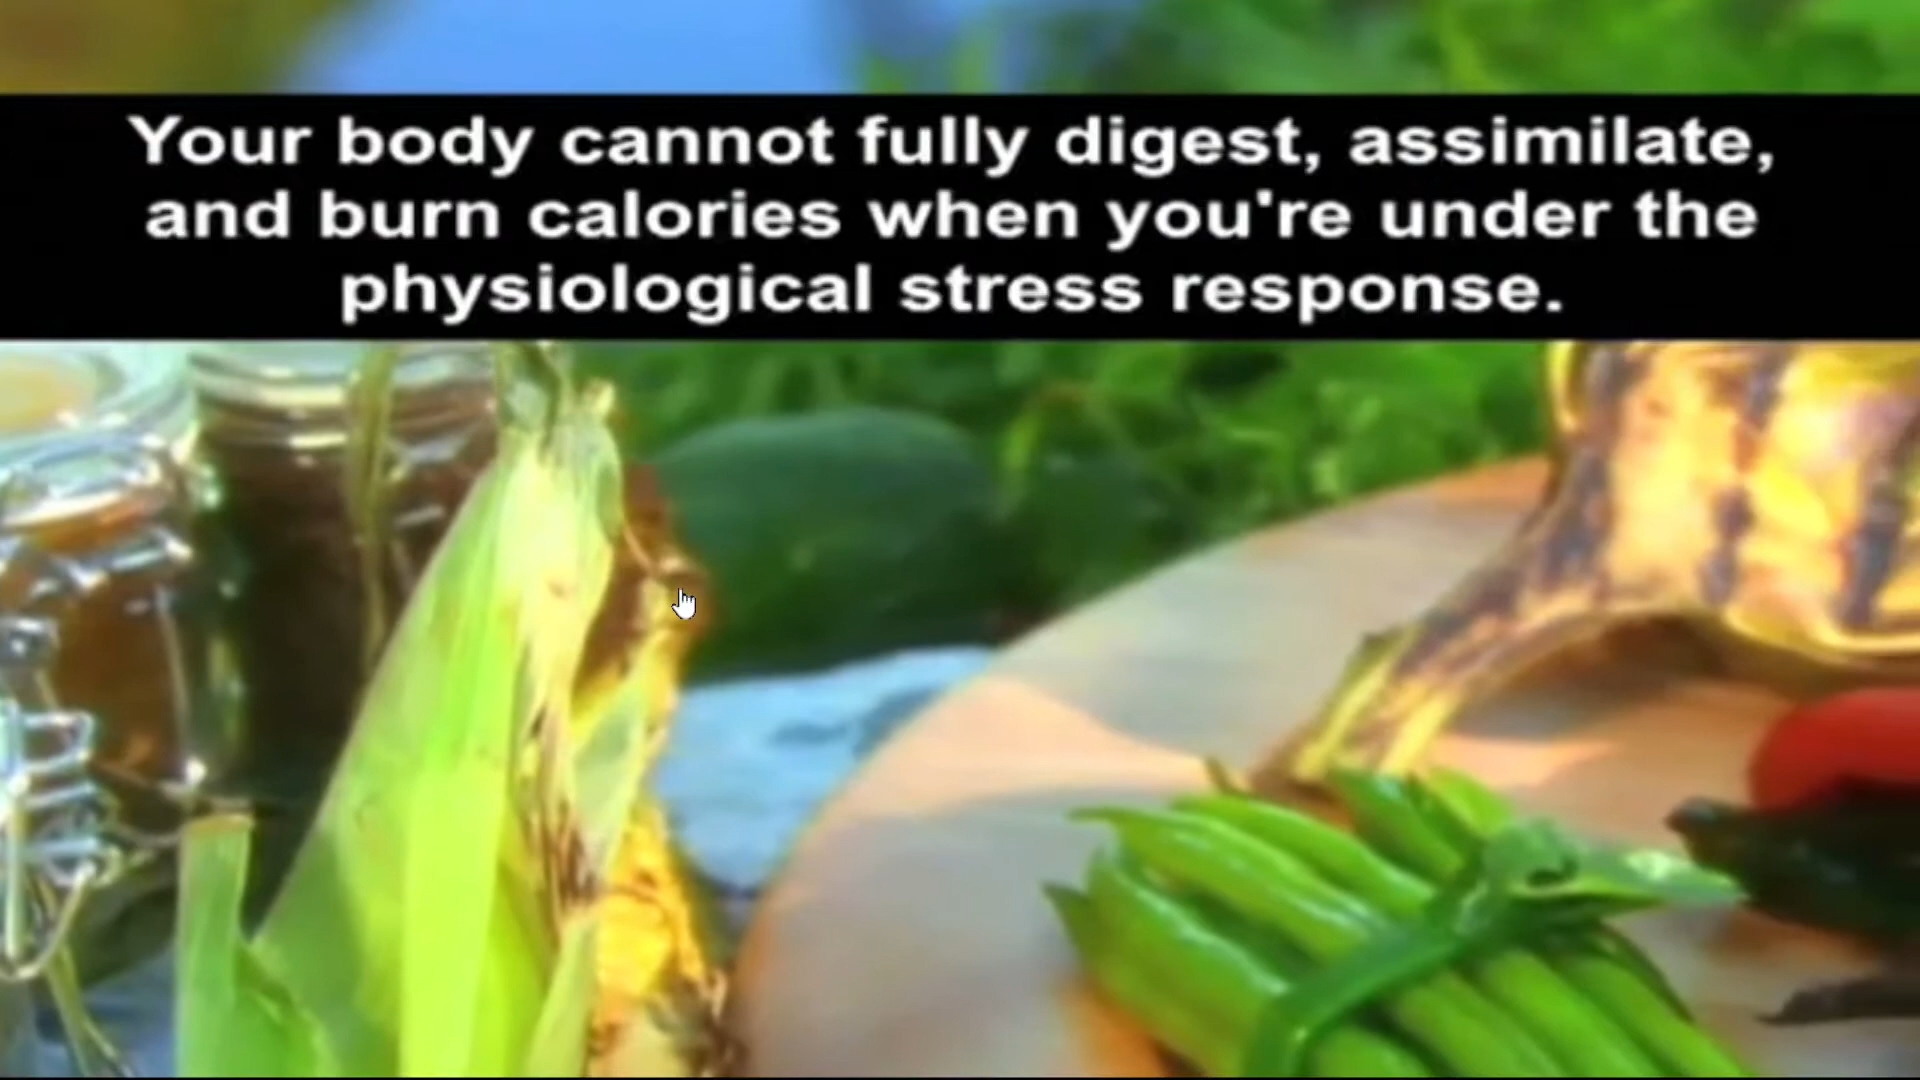 Your body cannot fully digest, assimilate,
and burn calories when you're under the
physiological stress response.